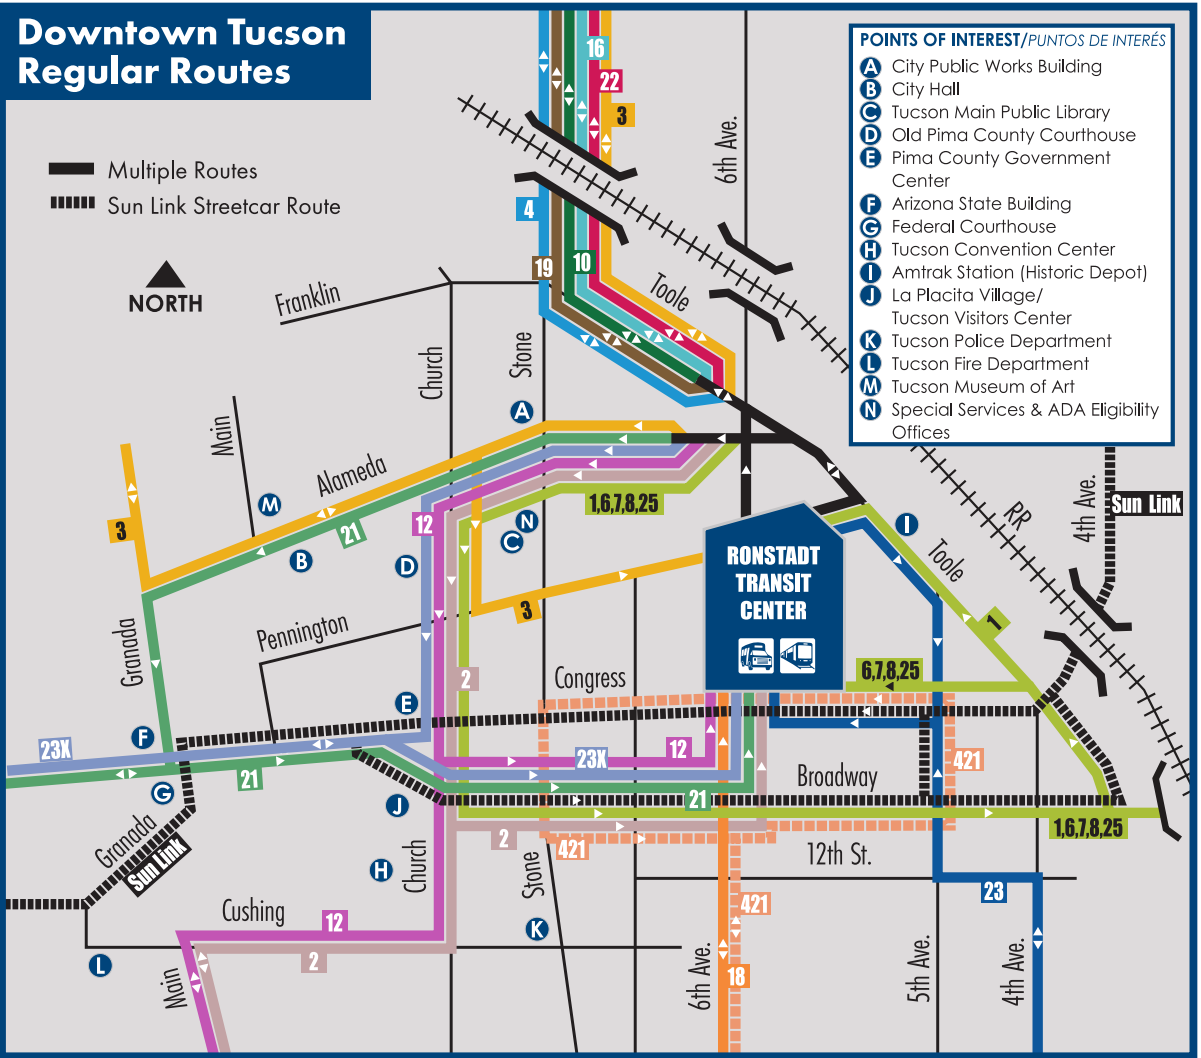 Downtown Tucson
Regular Routes
Multiple Routes
Sun Link Streetcar Route
NORTH
POINTS OF INTEREST/PUNTOS DE INTERÉS
A City Public Works Building
B City Hall
C Tucson Main Public Library
D Old Pima County Courthouse
E Pima County Government
Center
F Arizona State Building
G Federal Courthouse
H Tucson Convention Center
I Amtrak Station (Historic Depot)
J La Placita Village/
Tucson Visitors Center
K Tucson Police Department
L Tucson Fire Department
M Tucson Museum of Art
N Special Services & ADA Eligibility
Offices
16
22
3
6th Ave.
4
19
10
Toole
Franklin
Church
Stone
A
Main
Alameda
M
3
21
B
12
D
N
C
1,6,7,8,25
I
RR
4th Ave.
Sun Link
Toole
1
RONSTADT
TRANSIT
CENTER
3
Granada
Pennington
2
Congress
6,7,8,25
E
F
23X
21
G
12
23X
421
Broadway
J
21
1,6,7,8,25
Granada
Sun Link
2
421
12th St.
H
Church
Stone
23
421
Cushing
12
K
2
L
Main
6th Ave.
18
5th Ave.
4th Ave.